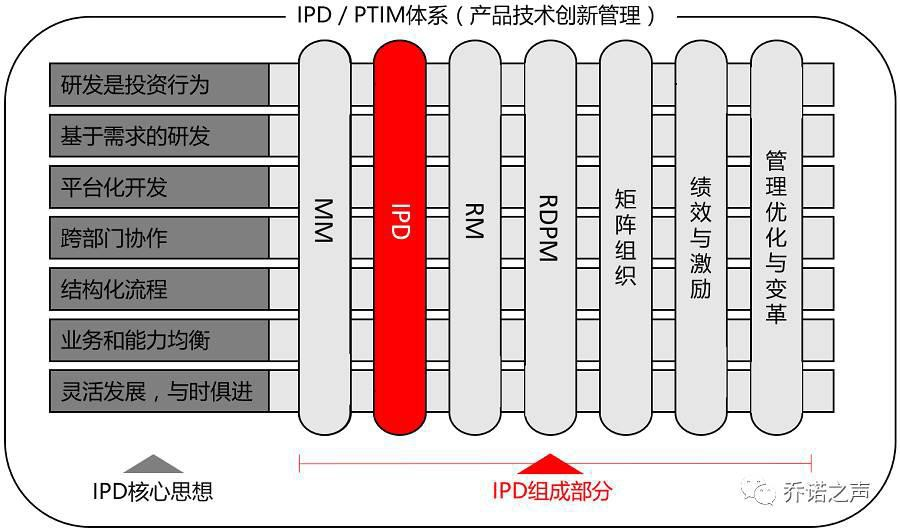 IPD / PTIM体系（产品技术创新管理）
研发是投资行为
基于需求的研发
平台化开发
跨部门协作
结构化流程
业务和能力均衡
灵活发展，与时俱进
MM
IPD
RM
RDPM
矩阵组织
绩效与激励
管理优化与变革
IPD核心思想
IPD组成部分
乔诺之声